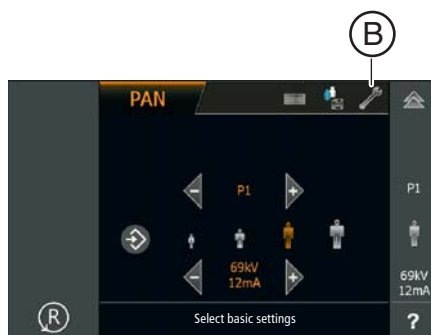 B
PAN
P1
P1
69kV
12mA
69kV
12mA
R
Select basic settings
?